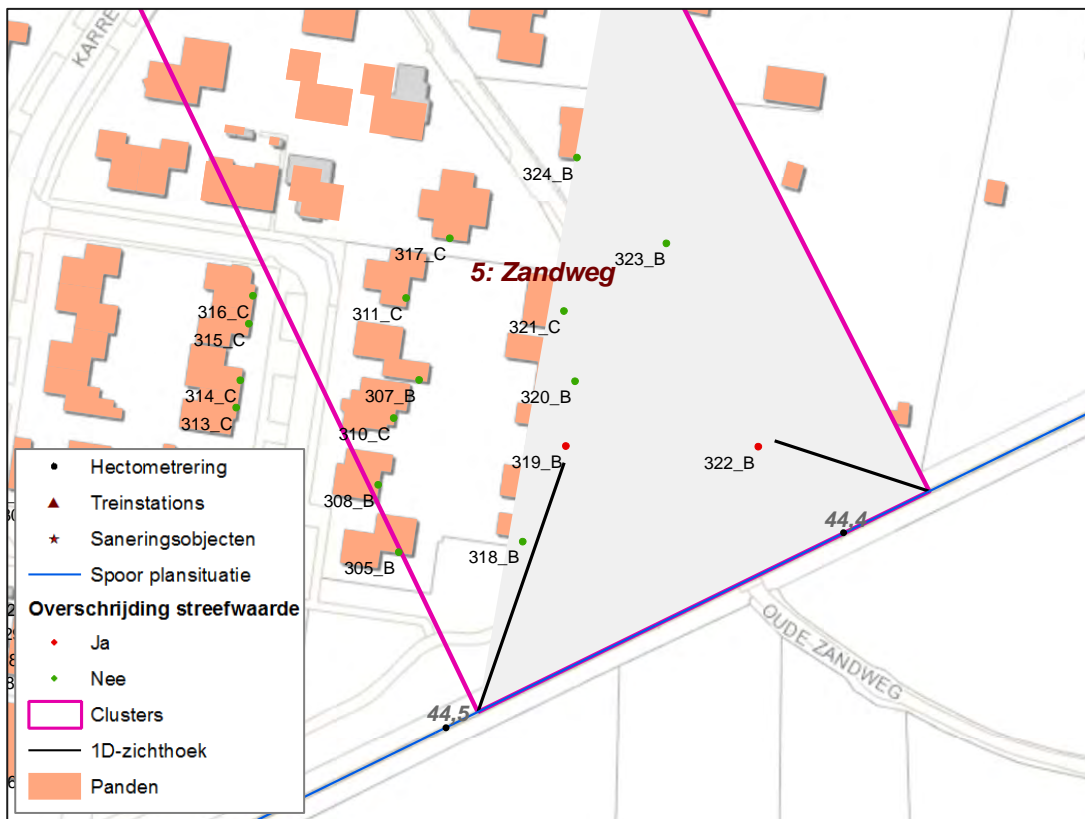 KARRE
324_B
317_C
323_B
5: Zandweg
316_C
311_C
321_C
315_C
314_C
307_B
320_B
313_C
310_C
319_B
322_B
308_B
44.4
318_B
305_B
OUDE ZANDWEG
44.5
Hectometrering
Treinstations
Saneringsobjecten
Spoor plansituatie
Overschrijding streefwaarde
Ja
Nee
Clusters
1D-zichthoek
Panden